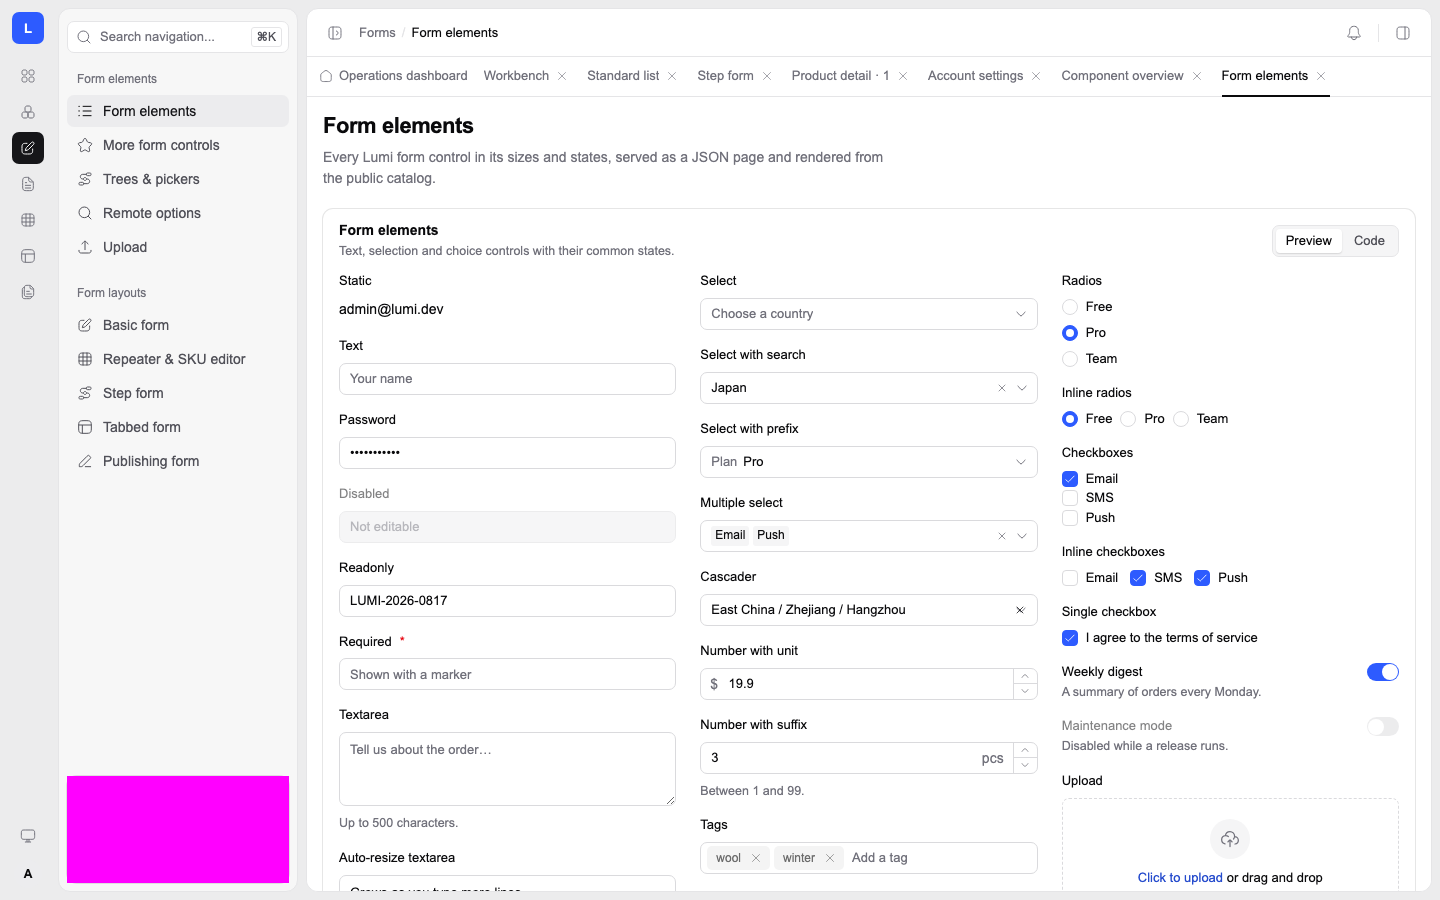 L
Search navigation...
⌘K
Form elements
Form elements
More form controls
Trees & pickers
Remote options
Upload
Form layouts
Basic form
Repeater & SKU editor
Step form
Tabbed form
Publishing form
A
Forms / Form elements
Operations dashboard
Workbench
Standard list
Step form
Product detail · 1
Account settings
Component overview
Form elements
Form elements
Every Lumi form control in its sizes and states, served as a JSON page and rendered from
the public catalog.
Form elements
Text, selection and choice controls with their common states.
Preview
Code
Static
admin@lumi.dev
Text
Your name
Password
•••••••••••
Disabled
Not editable
Readonly
LUMI-2026-0817
Required *
Shown with a marker
Textarea
Tell us about the order…
Up to 500 characters.
Auto-resize textarea
Grows as you type more lines
Select
Choose a country
Select with search
Japan
Select with prefix
Plan Pro
Multiple select
Email Push
Cascader
East China / Zhejiang / Hangzhou
Number with unit
$ 19.9
Number with suffix
3 pcs
Between 1 and 99.
Tags
wool
winter
Add a tag
Radios
Free
Pro
Team
Inline radios
Free Pro Team
Checkboxes
Email
SMS
Push
Inline checkboxes
Email SMS Push
Single checkbox
I agree to the terms of service
Weekly digest
A summary of orders every Monday.
Maintenance mode
Disabled while a release runs.
Upload
Click to upload or drag and drop